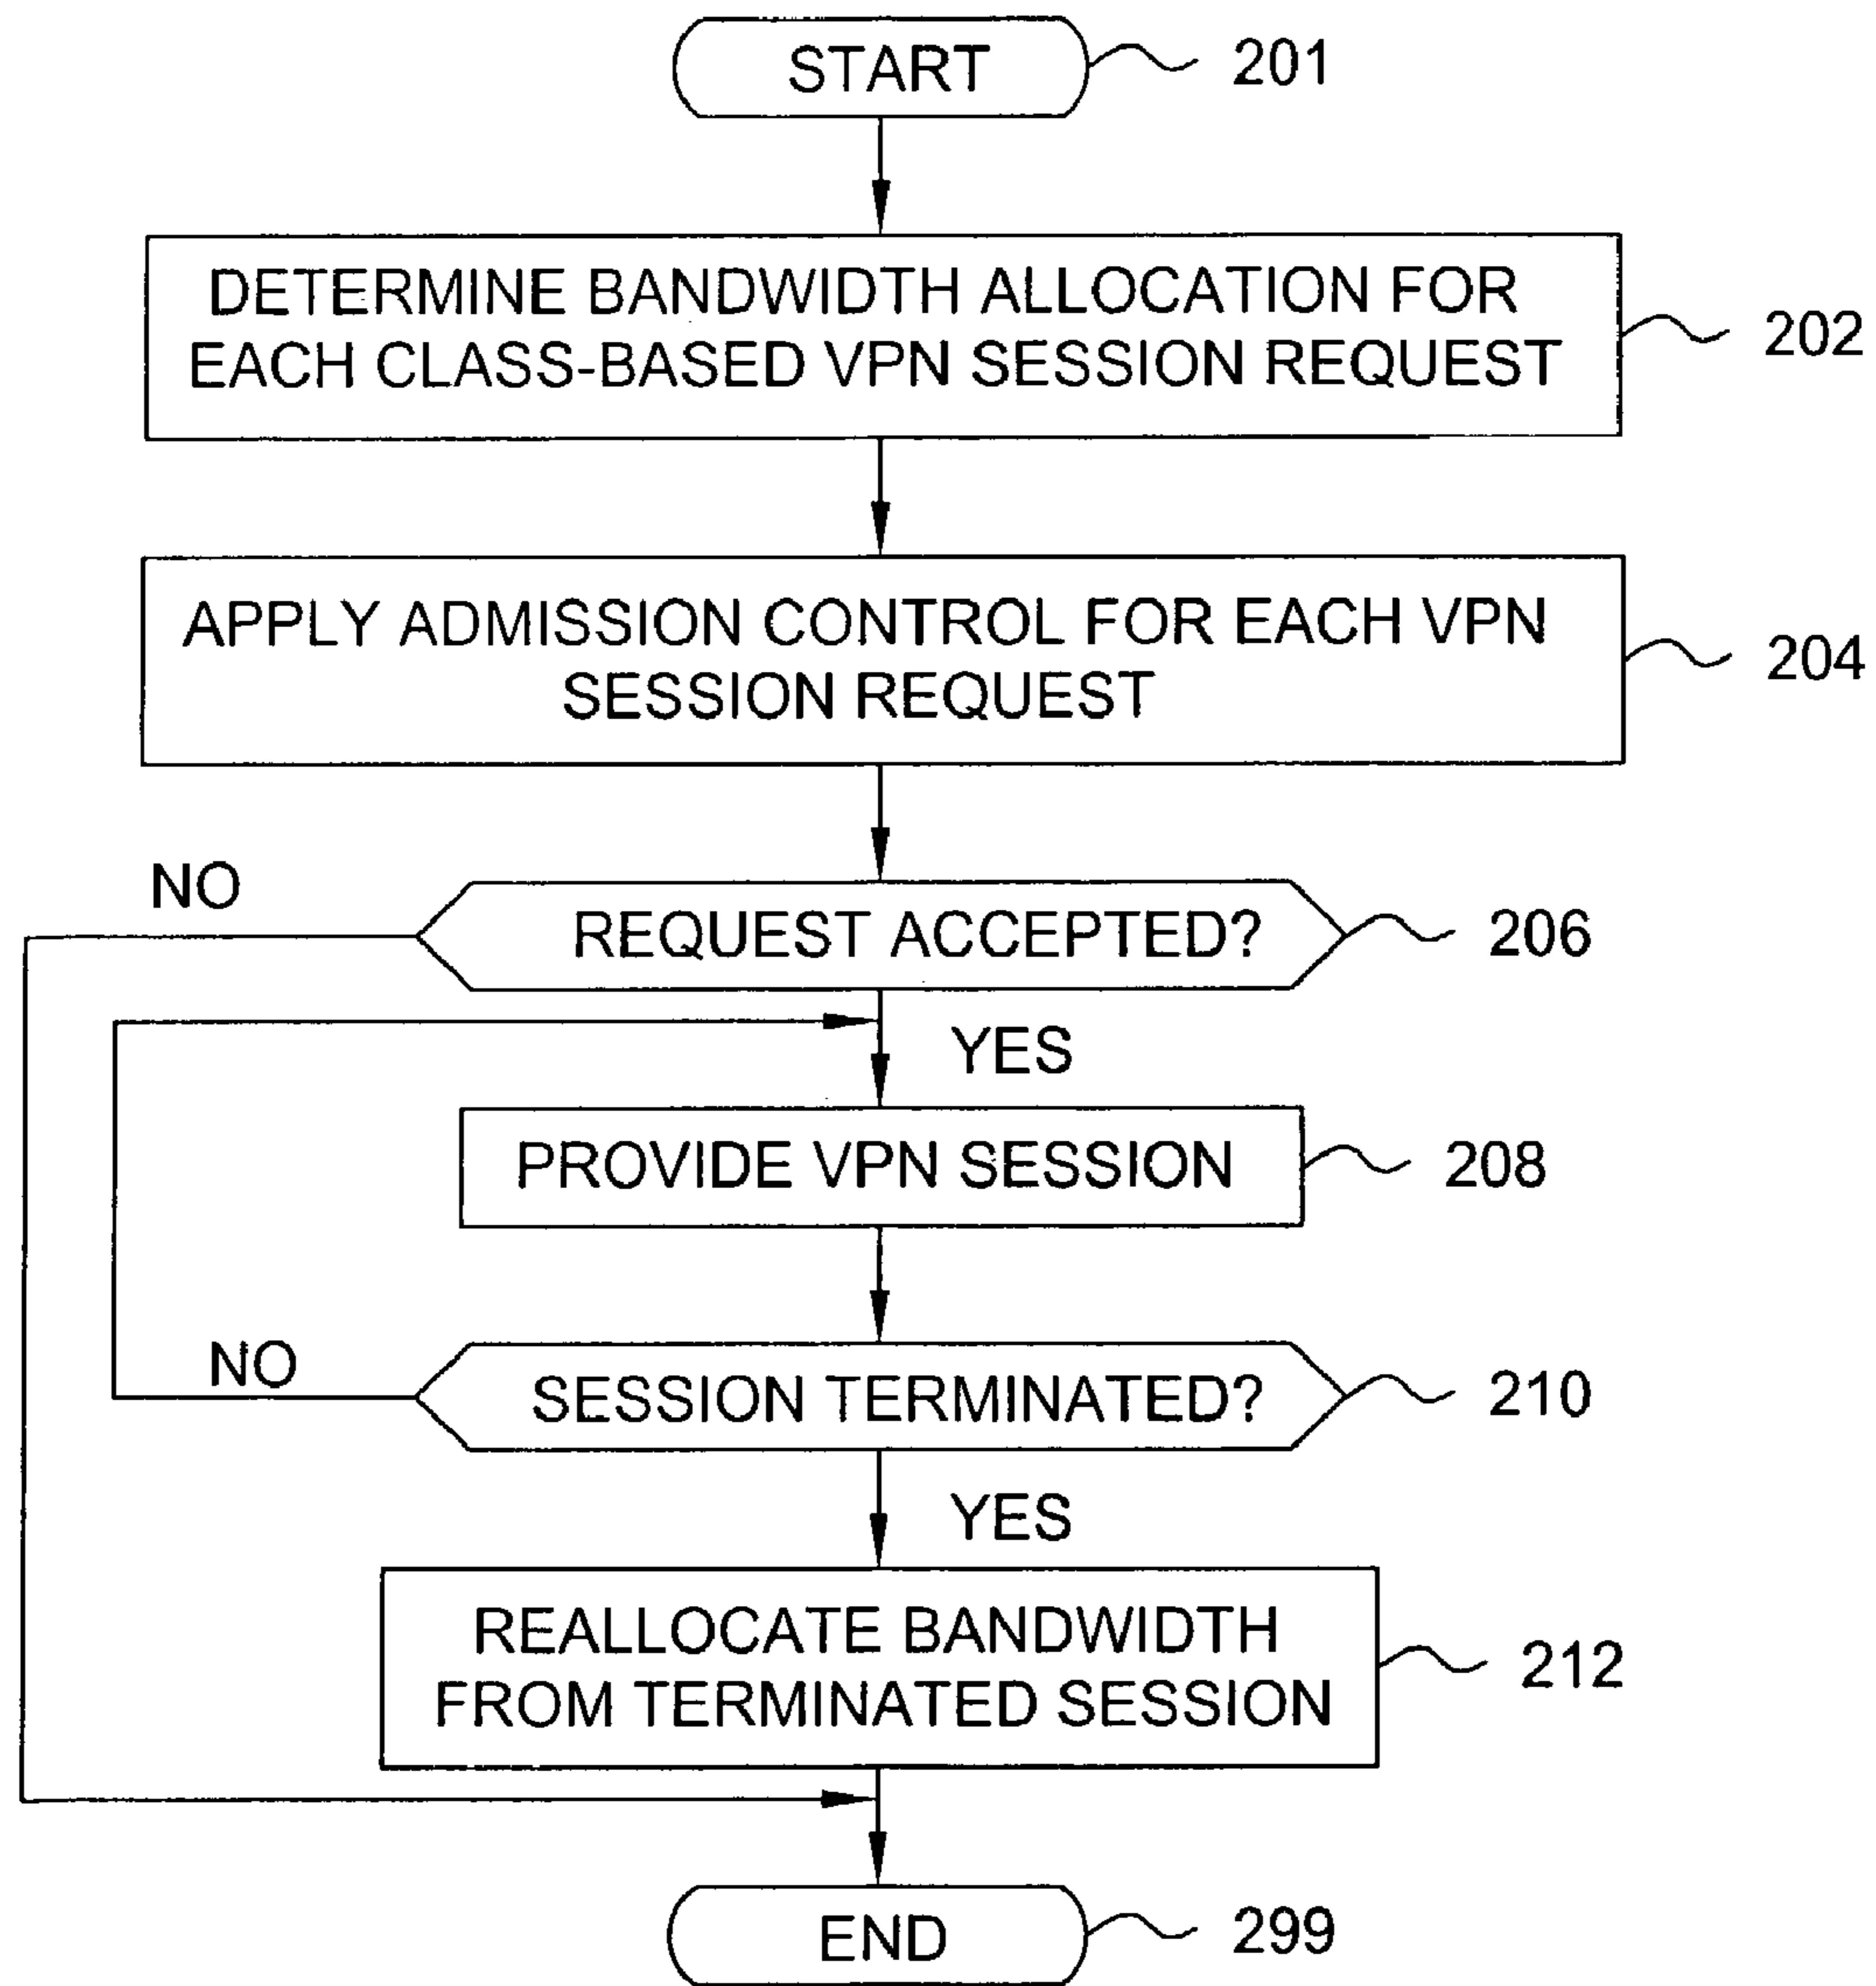 START
201
DETERMINE BANDWIDTH ALLOCATION FOR
EACH CLASS-BASED VPN SESSION REQUEST
202
APPLY ADMISSION CONTROL FOR EACH VPN
SESSION REQUEST
204
NO
REQUEST ACCEPTED?
206
YES
PROVIDE VPN SESSION
208
NO
SESSION TERMINATED?
210
YES
REALLOCATE BANDWIDTH
FROM TERMINATED SESSION
212
END
299